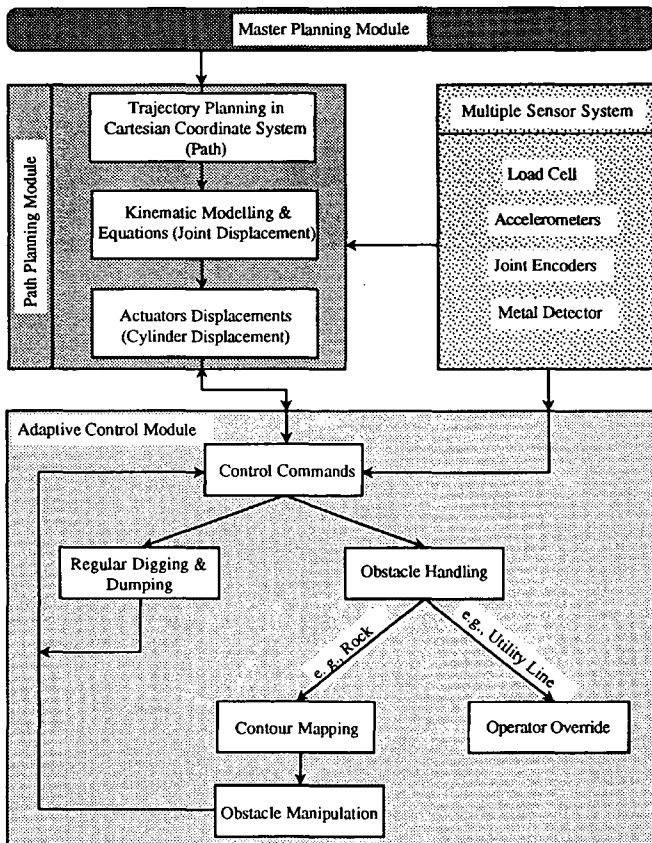 Master Planning Module
Path Planning Module
Trajectory Planning in
Cartesian Coordinate System
(Path)
Kinematic Modelling &
Equations (Joint Displacement)
Actuators Displacements
(Cylinder Displacement)
Multiple Sensor System
Load Cell
Accelerometers
Joint Encoders
Metal Detector
Adaptive Control Module
Control Commands
Regular Digging &
Dumping
Obstacle Handling
e.g., Rock
e.g., Utility Line
Contour Mapping
Operator Override
Obstacle Manipulation